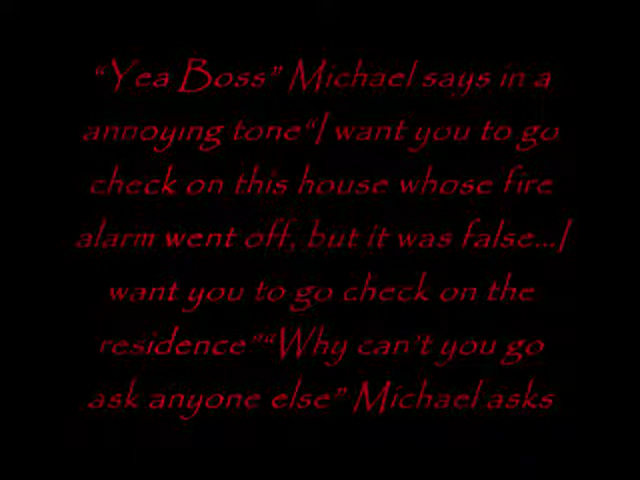 “Yea Boss” Michael says in a
annoying tone“I want you to go
check on this house whose fire
alarm went off, but it was false...I
want you to go check on the
residence”“Why can't you go
ask anyone else” Michael asks